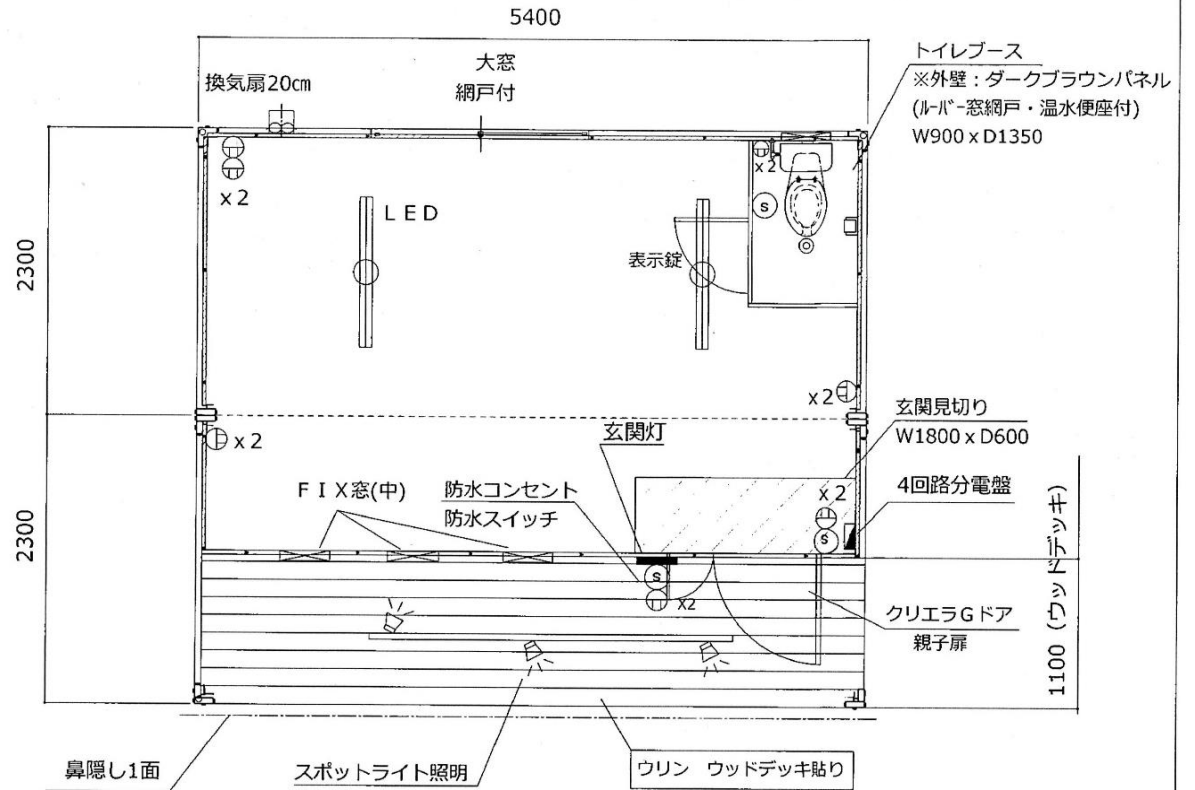 5400
トイレブース
※外壁：ダークブラウンパネル
(ルーバー窓網戸・温水便座付)
W900 x D1350
換気扇20cm
大窓
網戸付
x 2
LED
x 2
S
表示錠
2300
x 2
玄関見切り
W1800 x D600
x 2
玄関灯
FIX窓(中)
防水コンセント
防水スイッチ
x 2
S
4回路分電盤
2300
S
x2
クリエラGドア
親子扉
1100 (ウッドデッキ)
鼻隠し1面
スポットライト照明
ウリン ウッドデッキ貼り